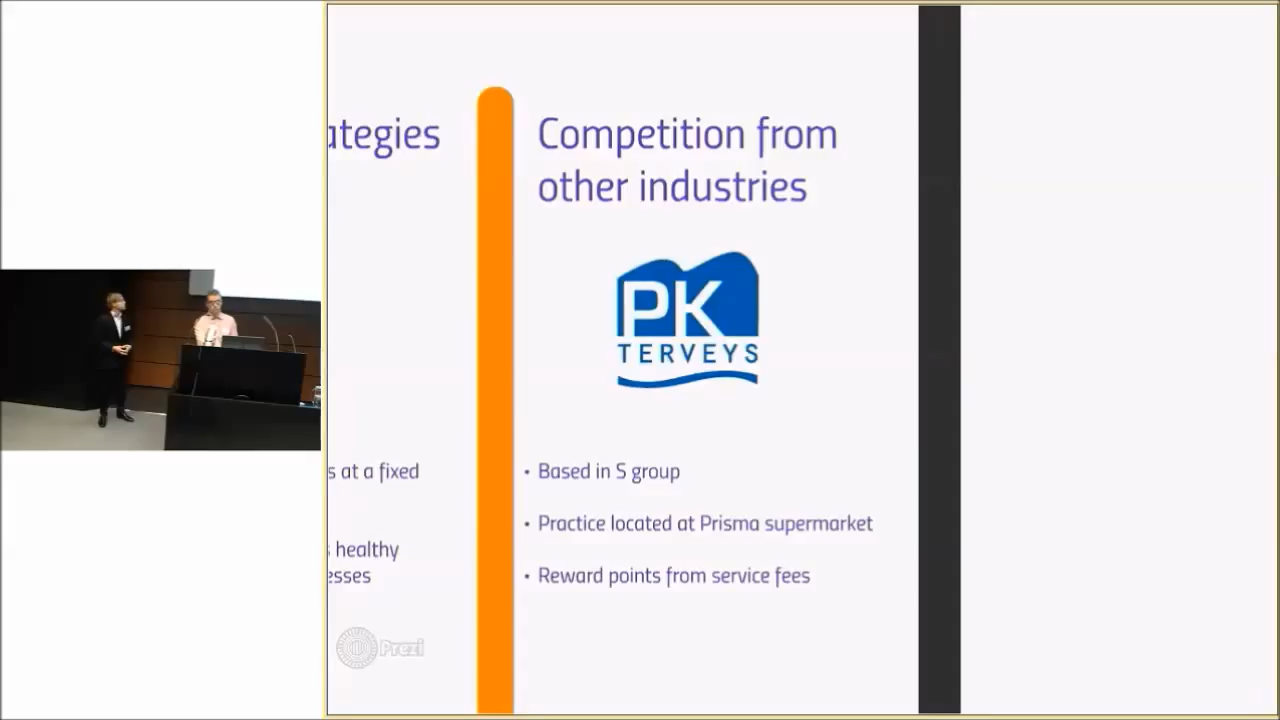 ategies
s at a fixed
healthy
esses
Prezi
Competition from
other industries
PK
TERVEYS
• Based in S group
• Practice located at Prisma supermarket
• Reward points from service fees